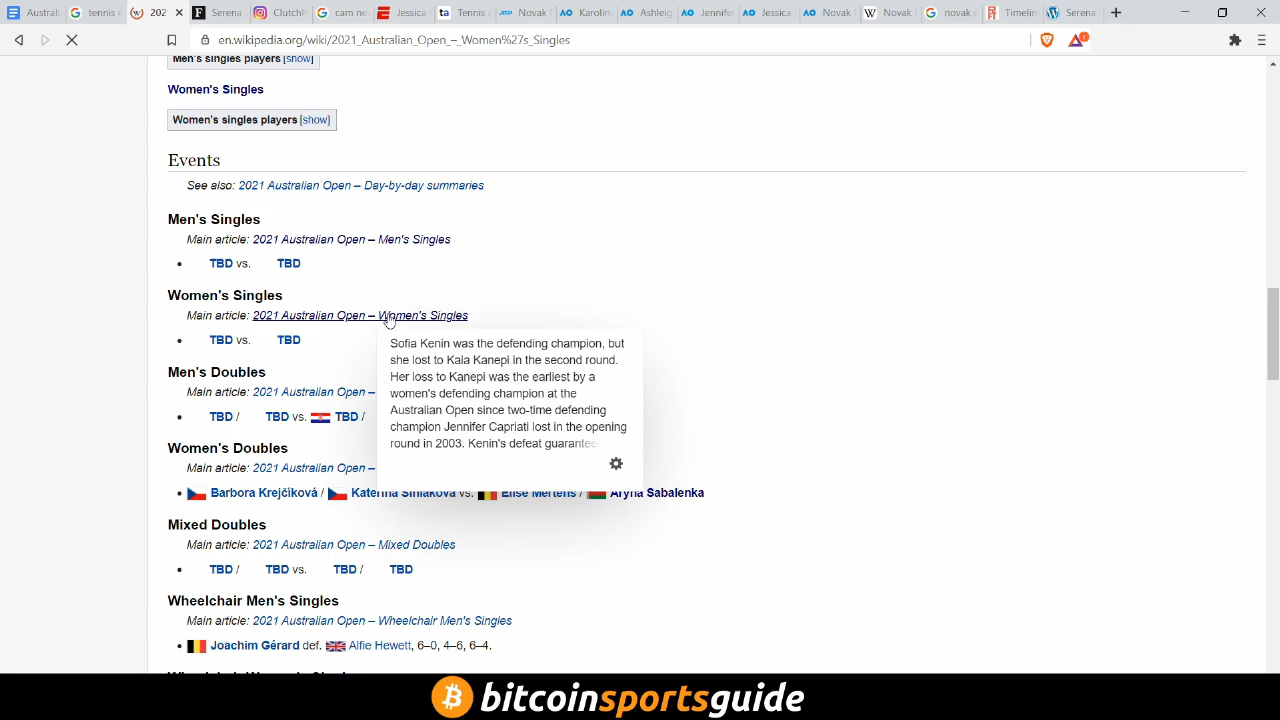 Australi
tennis o
202
Serena
ClutchP
cam ne
Jessica
Tennis
Novak
Karolin
Ashleig
Jennifer
Jessica
Novak
Novak
novak
Timelin
Serena
en.wikipedia.org/wiki/2021_Australian_Open_–_Women%27s_Singles
Men's singles players [show]
Women's Singles
Women's singles players [show]
Events
See also: 2021 Australian Open – Day-by-day summaries
Men's Singles
Main article: 2021 Australian Open – Men's Singles
TBD vs. TBD
Women's Singles
Main article: 2021 Australian Open – Women's Singles
TBD vs. TBD
Sofia Kenin was the defending champion, but
she lost to Kaia Kanepi in the second round.
Her loss to Kanepi was the earliest by a
women's defending champion at the
Australian Open since two-time defending
champion Jennifer Capriati lost in the opening
round in 2003. Kenin's defeat guarantee
Men's Doubles
Main article: 2021 Australian Open –
TBD / TBD vs. TBD /
Women's Doubles
Main article: 2021 Australian Open –
Barbora Krejčíková / Kateřina Siniaková vs. Elise Mertens / Aryna Sabalenka
Mixed Doubles
Main article: 2021 Australian Open – Mixed Doubles
TBD / TBD vs. TBD / TBD
Wheelchair Men's Singles
Main article: 2021 Australian Open – Wheelchair Men's Singles
Joachim Gérard def. Alfie Hewett, 6–0, 4–6, 6–4.
bitcoinsportsguide